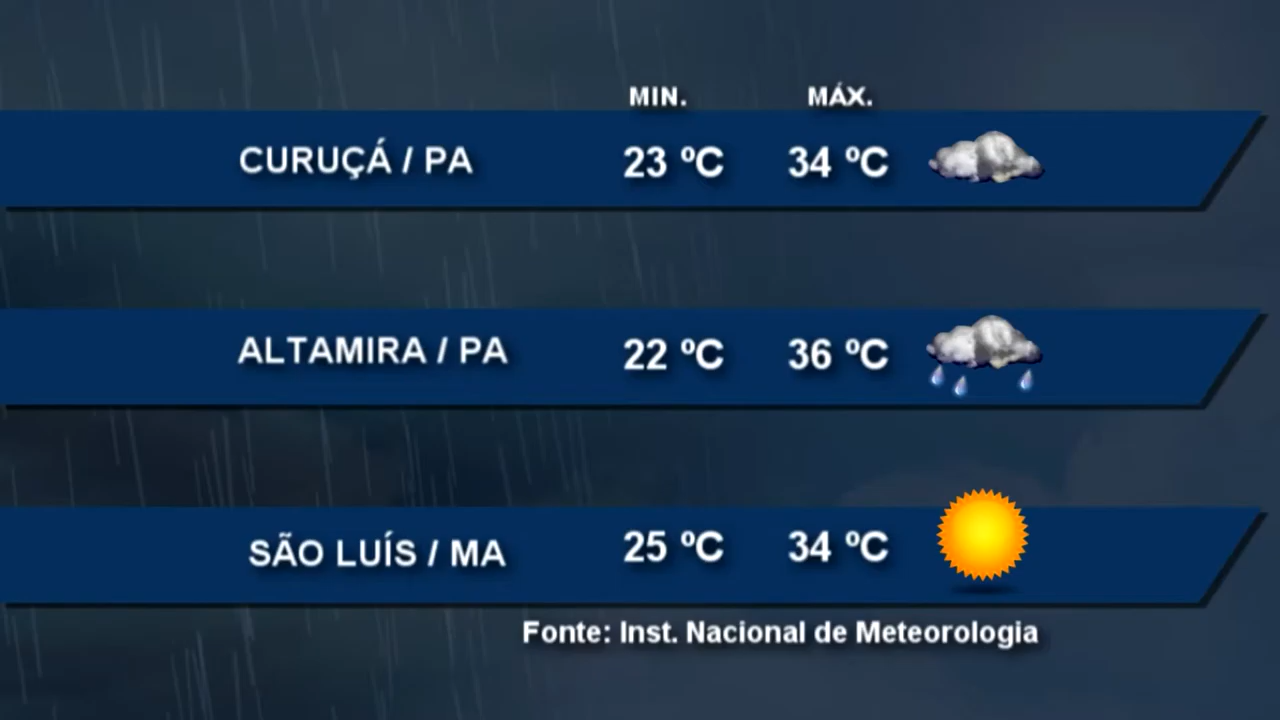 MIN. MÁX.
CURUÇÁ / PA 23 ºC 34 ºC
ALTAMIRA / PA 22 ºC 36 ºC
SÃO LUÍS / MA 25 ºC 34 ºC
Fonte: Inst. Nacional de Meteorologia